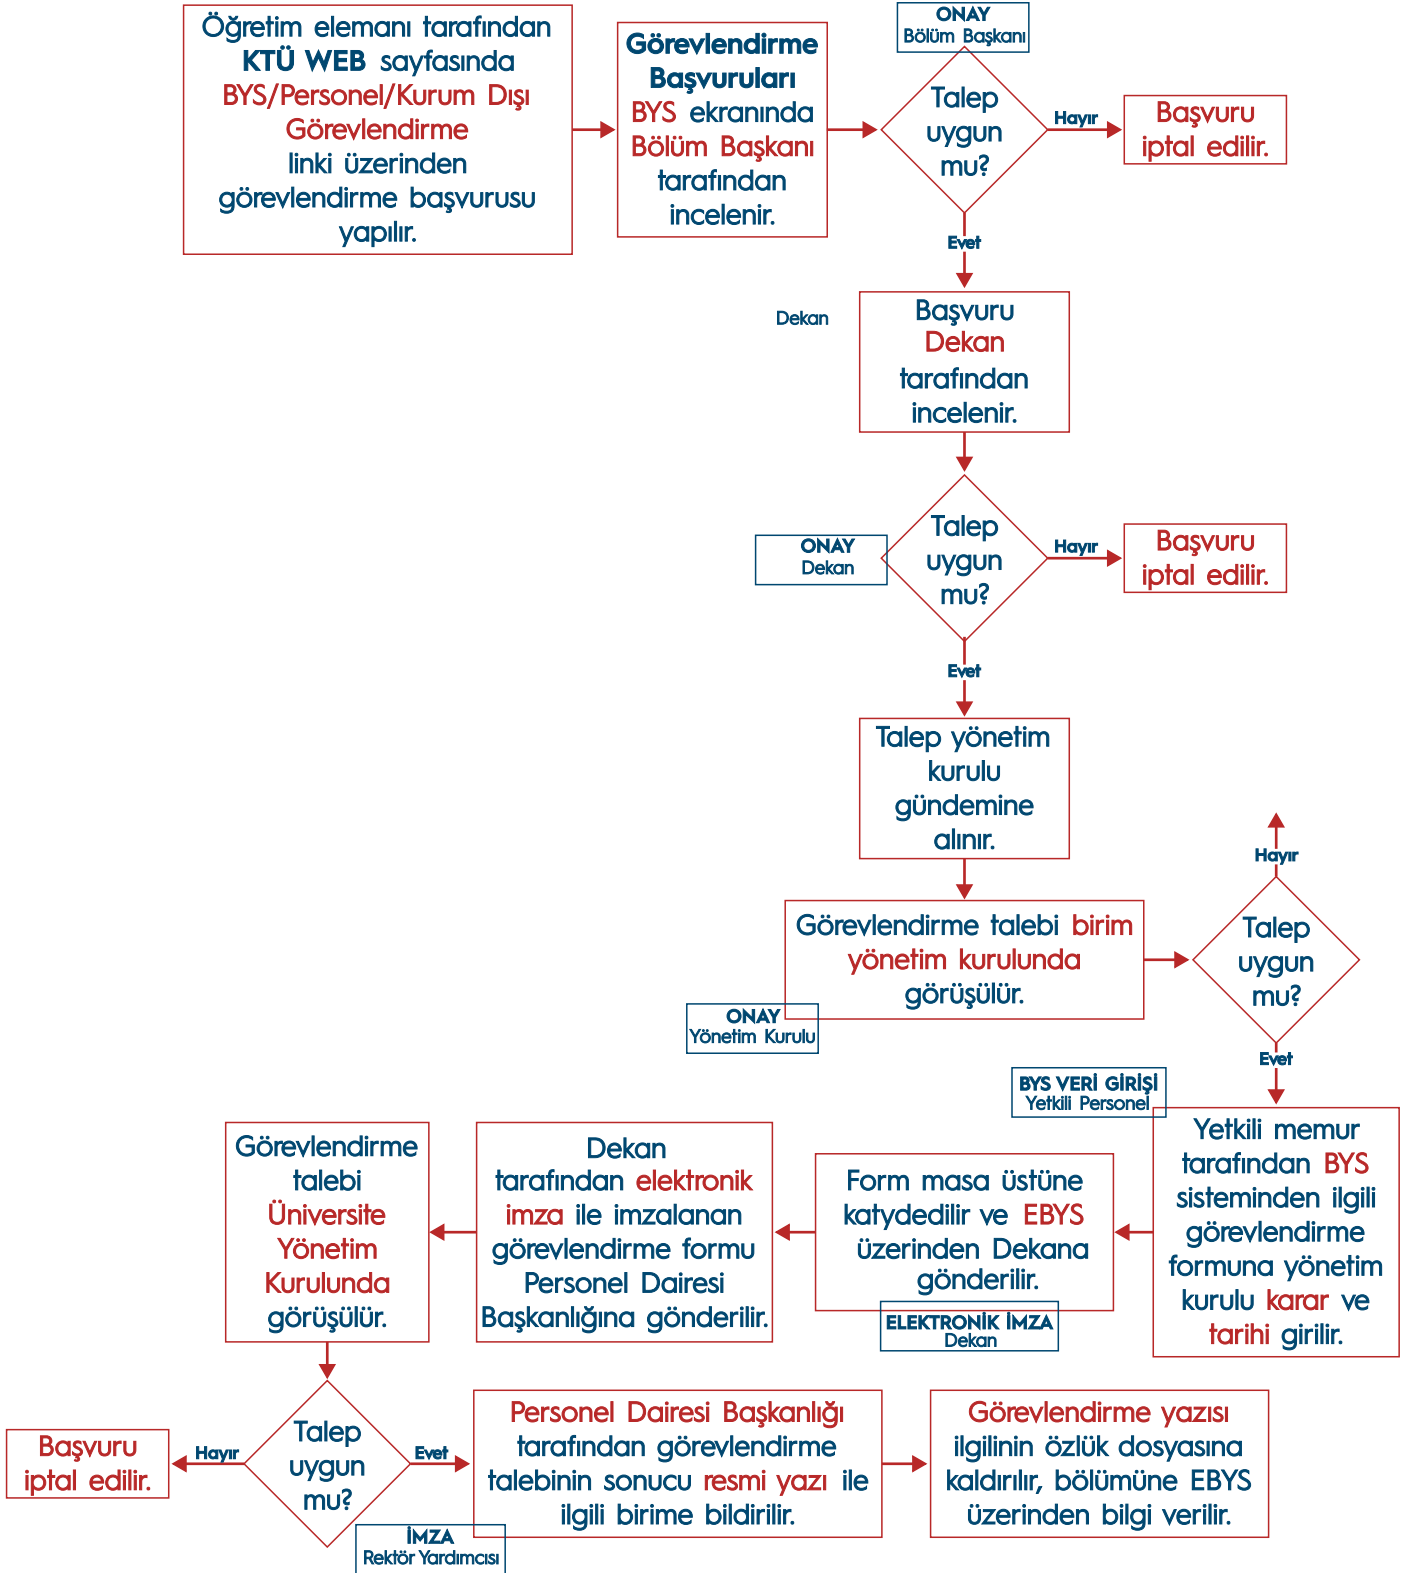 Öğretim elemanı tarafından
KTÜ WEB sayfasında
BYS/Personel/Kurum Dışı
Görevlendirme
linki üzerinden
görevlendirme başvurusu
yapılır.
Görevlendirme
Başvuruları
BYS ekranında
Bölüm Başkanı
tarafından
incelenir.
ONAY
Bölüm Başkanı
Talep
uygun
mu?
Hayır
Başvuru
iptal edilir.
Evet
Dekan
Başvuru
Dekan
tarafından
incelenir.
ONAY
Dekan
Talep
uygun
mu?
Hayır
Başvuru
iptal edilir.
Evet
Talep yönetim
kurulu
gündemine
alınır.
Görevlendirme talebi birim
yönetim kurulunda
görüşülür.
ONAY
Yönetim Kurulu
Hayır
Talep
uygun
mu?
Evet
BYS VERİ GİRİŞİ
Yetkili Personel
Yetkili memur
tarafından BYS
sisteminden ilgili
görevlendirme
formuna yönetim
kurulu karar ve
tarihi girilir.
Form masa üstüne
katydedilir ve EBYS
üzerinden Dekana
gönderilir.
ELEKTRONİK İMZA
Dekan
Dekan
tarafından elektronik
imza ile imzalanan
görevlendirme formu
Personel Dairesi
Başkanlığına gönderilir.
Görevlendirme
talebi
Üniversite
Yönetim
Kurulunda
görüşülür.
Talep
uygun
mu?
Hayır
Başvuru
iptal edilir.
Evet
İMZA
Rektör Yardımcısı
Personel Dairesi Başkanlığı
tarafından görevlendirme
talebinin sonucu resmi yazı ile
ilgili birime bildirilir.
Görevlendirme yazısı
ilgilinin özlük dosyasına
kaldırılır, bölümüne EBYS
üzerinden bilgi verilir.